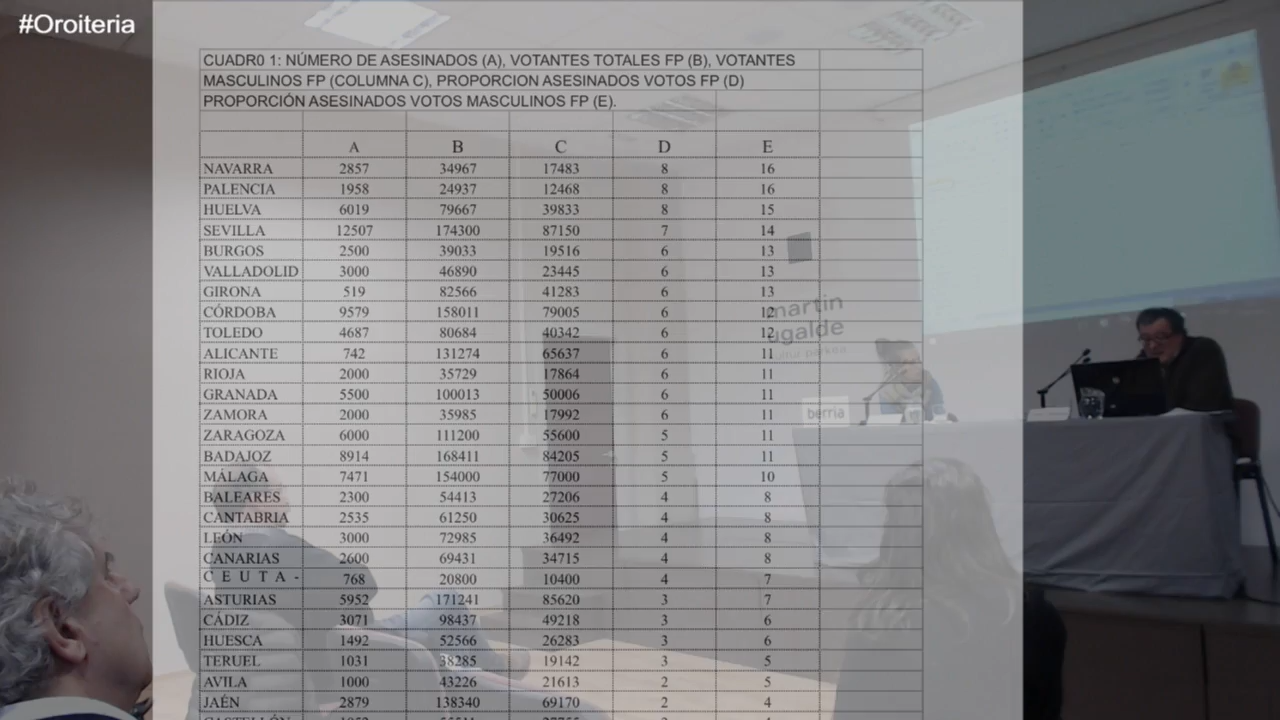 #Oroiteria
CUADR0 1: NÚMERO DE ASESINADOS (A), VOTANTES TOTALES FP (B), VOTANTES
MASCULINOS FP (COLUMNA C), PROPORCION ASESINADOS VOTOS FP (D)
PROPORCIÓN ASESINADOS VOTOS MASCULINOS FP (E).
A B C D E
NAVARRA 2857 34967 17483 8 16
PALENCIA 1958 24937 12468 8 16
HUELVA 6019 79667 39833 8 15
SEVILLA 12507 174300 87150 7 14
BURGOS 2500 39033 19516 6 13
VALLADOLID 3000 46890 23445 6 13
GIRONA 519 82566 41283 6 13
CÓRDOBA 9579 158011 79005 6 12
TOLEDO 4687 80684 40342 6 12
ALICANTE 742 131274 65637 6 11
RIOJA 2000 35729 17864 6 11
GRANADA 5500 100013 50006 6 11
ZAMORA 2000 35985 17992 6 11
ZARAGOZA 6000 111200 55600 5 11
BADAJOZ 8914 168411 84205 5 11
MÁLAGA 7471 154000 77000 5 10
BALEARES 2300 54413 27206 4 8
CANTABRIA 2535 61250 30625 4 8
LEÓN 3000 72985 36492 4 8
CANARIAS 2600 69431 34715 4 8
CEUTA- 768 20800 10400 4 7
ASTURIAS 5952 171241 85620 3 7
CÁDIZ 3071 98437 49218 3 6
HUESCA 1492 52566 26283 3 6
TERUEL 1031 38285 19142 3 5
AVILA 1000 43226 21613 2 5
JAÉN 2879 138340 69170 2 4
martin
ugalde
berria